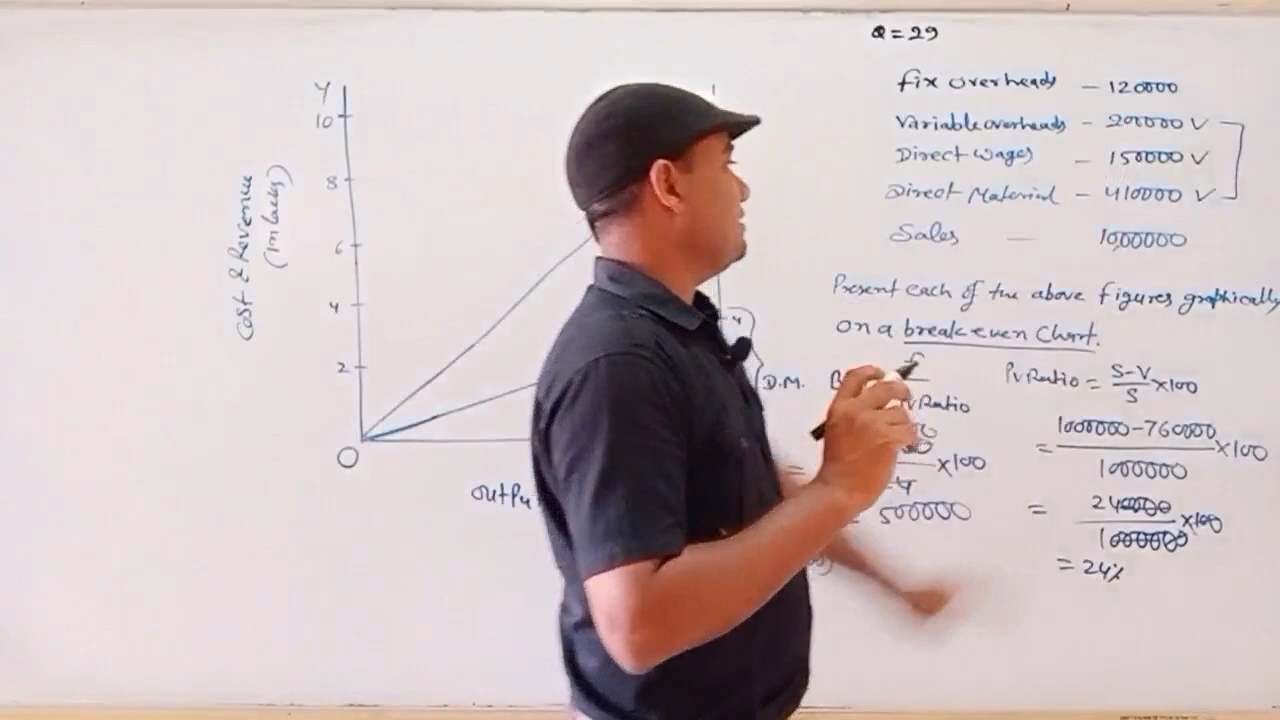 Q = 29
fix overheads - 120000
Variable overheads - 200000 V
Direct wages - 150000 V
Direct Material - 410000 V
Sales — 1000000
Present each of the above figures graphically
on a break even Chart.
Pv Ratio = S-V/S ×100
= 1000000-760000/1000000 ×100
= 240000/1000000 ×100
= 24%
f
Ratio
×100
500000
Y
10
8
6
4
2
O
Cost & Revenue
(In lacks)
4
D.M.